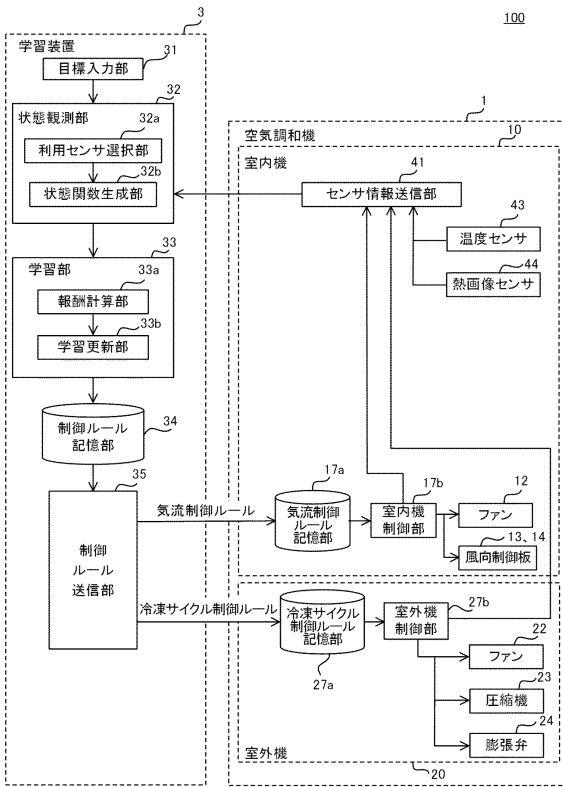 100
3
学習装置
31
目標入力部
32
状態観測部
32a
利用センサ選択部
32b
状態関数生成部
33
学習部
33a
報酬計算部
33b
学習更新部
34
制御ルール
記憶部
35
制御
ルール
送信部
気流制御ルール
冷凍サイクル制御ルール
1
空気調和機
10
室内機
41
センサ情報送信部
43
温度センサ
44
熱画像センサ
17a
気流制御
ルール
記憶部
17b
室内機
制御部
12
ファン
13、14
風向制御板
冷凍サイクル
制御ルール
記憶部
27a
室外機
制御部
27b
22
ファン
23
圧縮機
24
膨張弁
室外機
20